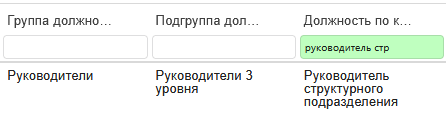 Группа должно... Подгруппа дол... Должность по к...
руководитель стр
Руководители Руководители 3 Руководитель
уровня структурного
подразделения